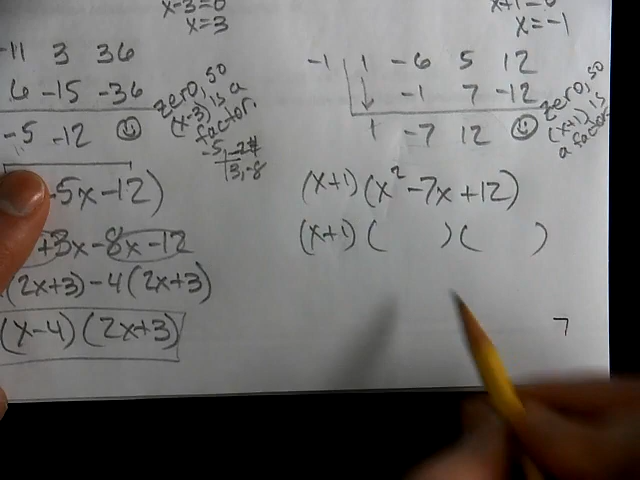 x-3=0
x=3
-11 3 36
6 -15 -36
-5 -12
zero, so
(x-3) is a
factor.
3, -8
-5x-12)
+3x-8x-12
(2x+3)-4(2x+3)
(x-4)(2x+3)
x+1=0
x=-1
-1 1 -6 5 12
-1 7 -12
1 -7 12
zero, so
(x+1) is
a factor
(x+1)(x²-7x+12)
(x+1)( )( )
7